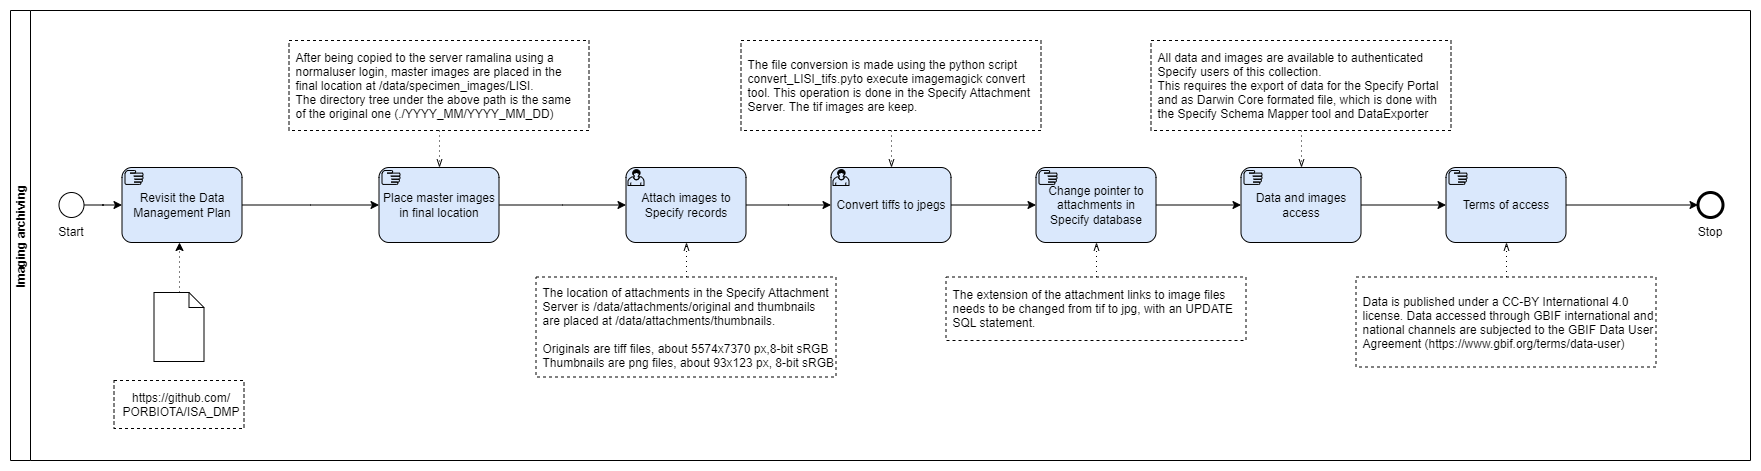 Imaging archiving
Start
Revisit the Data
Management Plan
https://github.com/
PORBIOTA/ISA_DMP
After being copied to the server ramalina using a
normaluser login, master images are placed in the
final location at /data/specimen_images/LISI.
The directory tree under the above path is the same
of the original one (./YYYY_MM/YYYY_MM_DD)
Place master images
in final location
Attach images to
Specify records
The location of attachments in the Specify Attachment
Server is /data/attachments/original and thumbnails
are placed at /data/attachments/thumbnails.
Originals are tiff files, about 5574x7370 px,8-bit sRGB
Thumbnails are png files, about 93x123 px, 8-bit sRGB
The file conversion is made using the python script
convert_LISI_tifs.pyto execute imagemagick convert
tool. This operation is done in the Specify Attachment
Server. The tif images are keep.
Convert tiffs to jpegs
Change pointer to
attachments in
Specify database
The extension of the attachment links to image files
needs to be changed from tif to jpg, with an UPDATE
SQL statement.
All data and images are available to authenticated
Specify users of this collection.
This requires the export of data for the Specify Portal
and as Darwin Core formated file, which is done with
the Specify Schema Mapper tool and DataExporter
Data and images
access
Terms of access
Data is published under a CC-BY International 4.0
license. Data accessed through GBIF international and
national channels are subjected to the GBIF Data User
Agreement (https://www.gbif.org/terms/data-user)
Stop